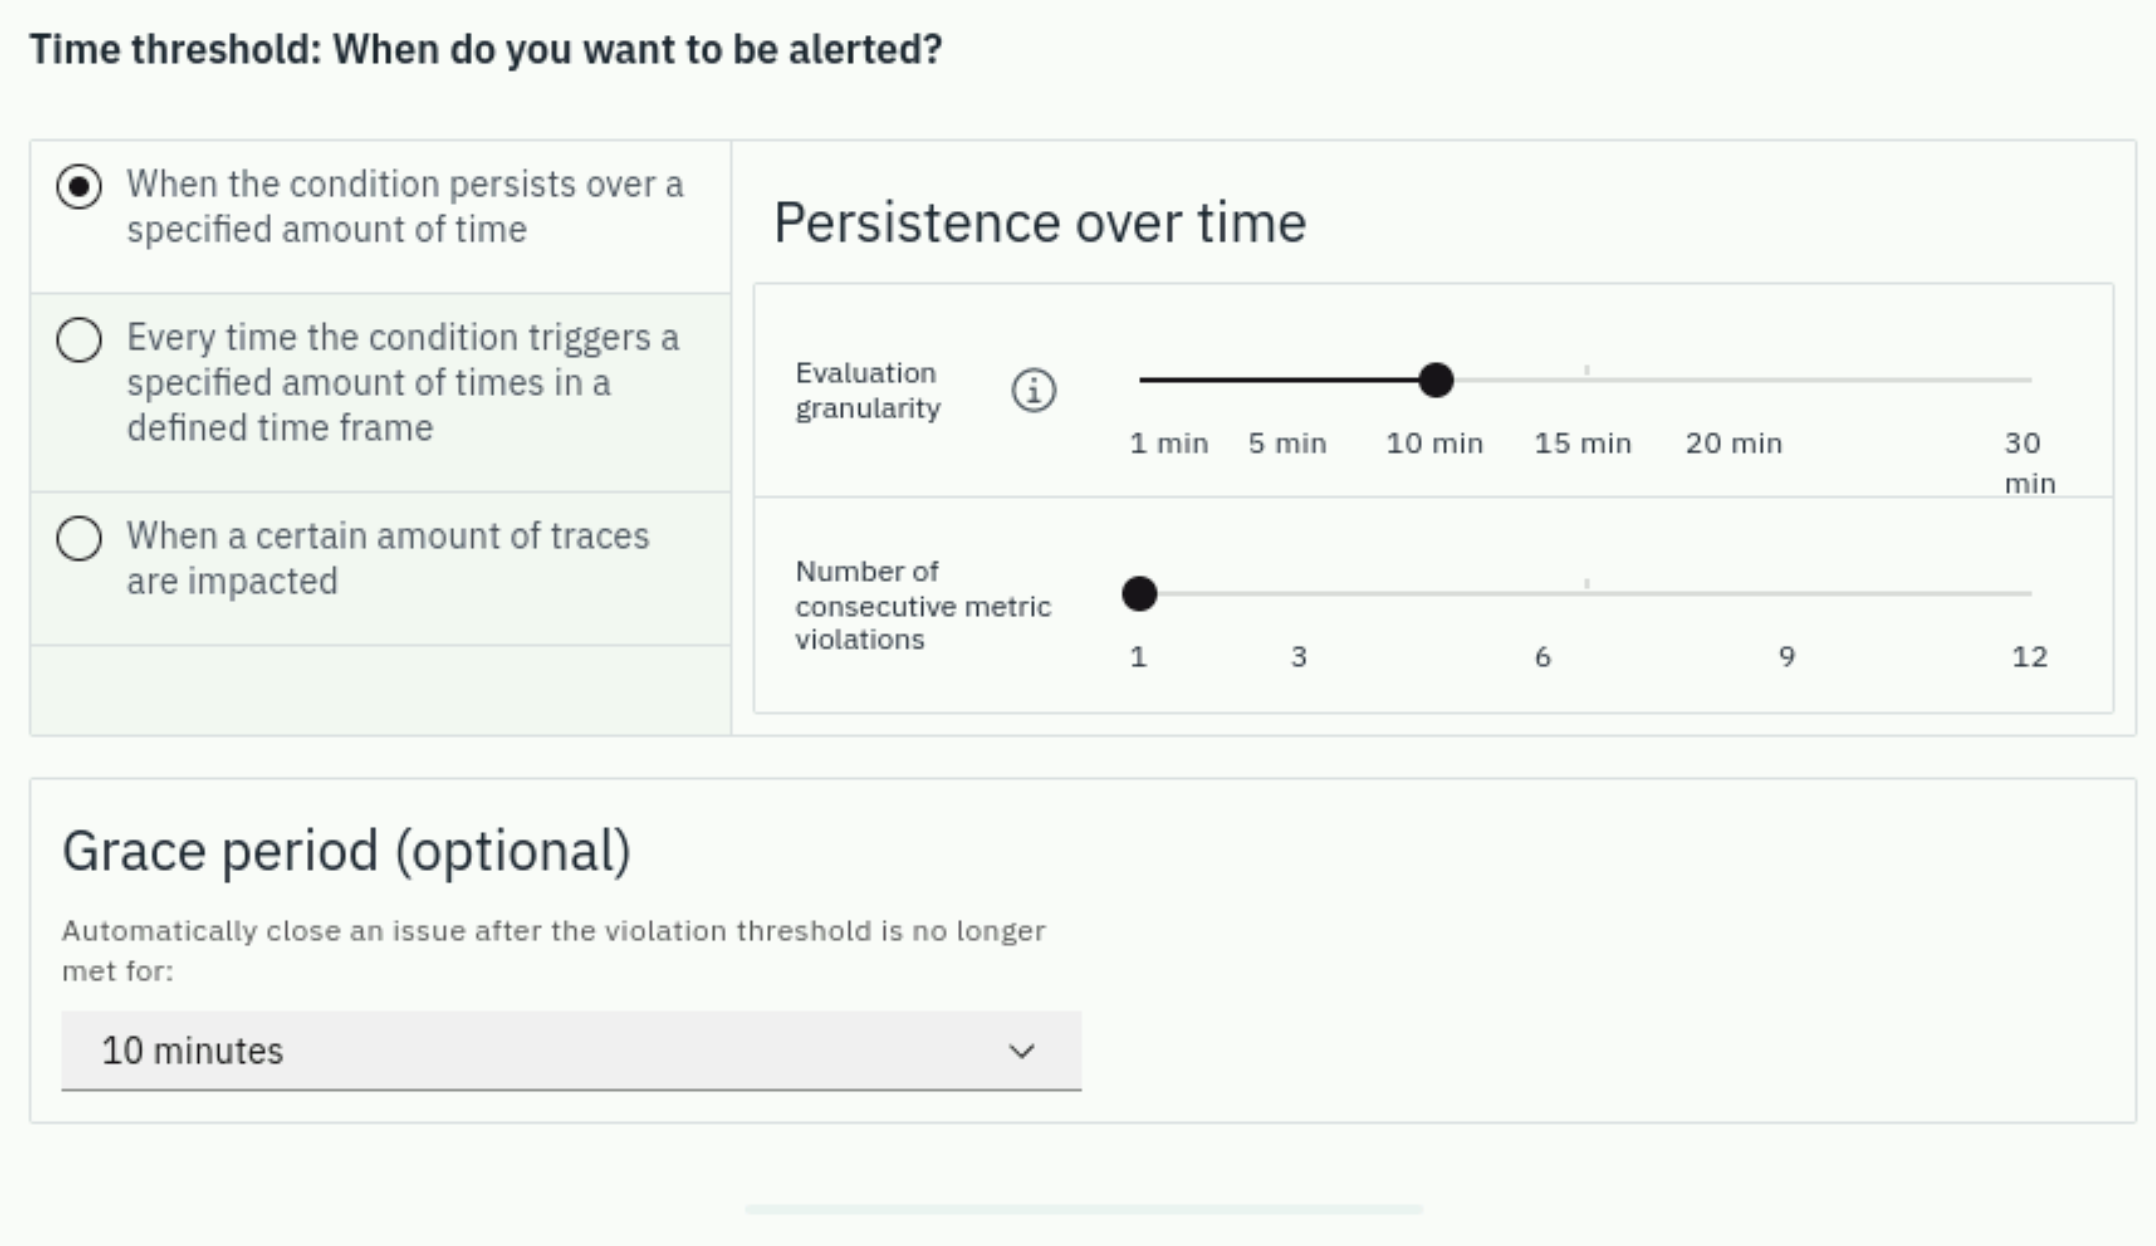 Time threshold: When do you want to be alerted?
When the condition persists over a
specified amount of time
Every time the condition triggers a
specified amount of times in a
defined time frame
When a certain amount of traces
are impacted
Persistence over time
Evaluation
granularity
1 min 5 min 10 min 15 min 20 min 30
min
Number of
consecutive metric
violations
1 3 6 9 12
Grace period (optional)
Automatically close an issue after the violation threshold is no longer
met for:
10 minutes